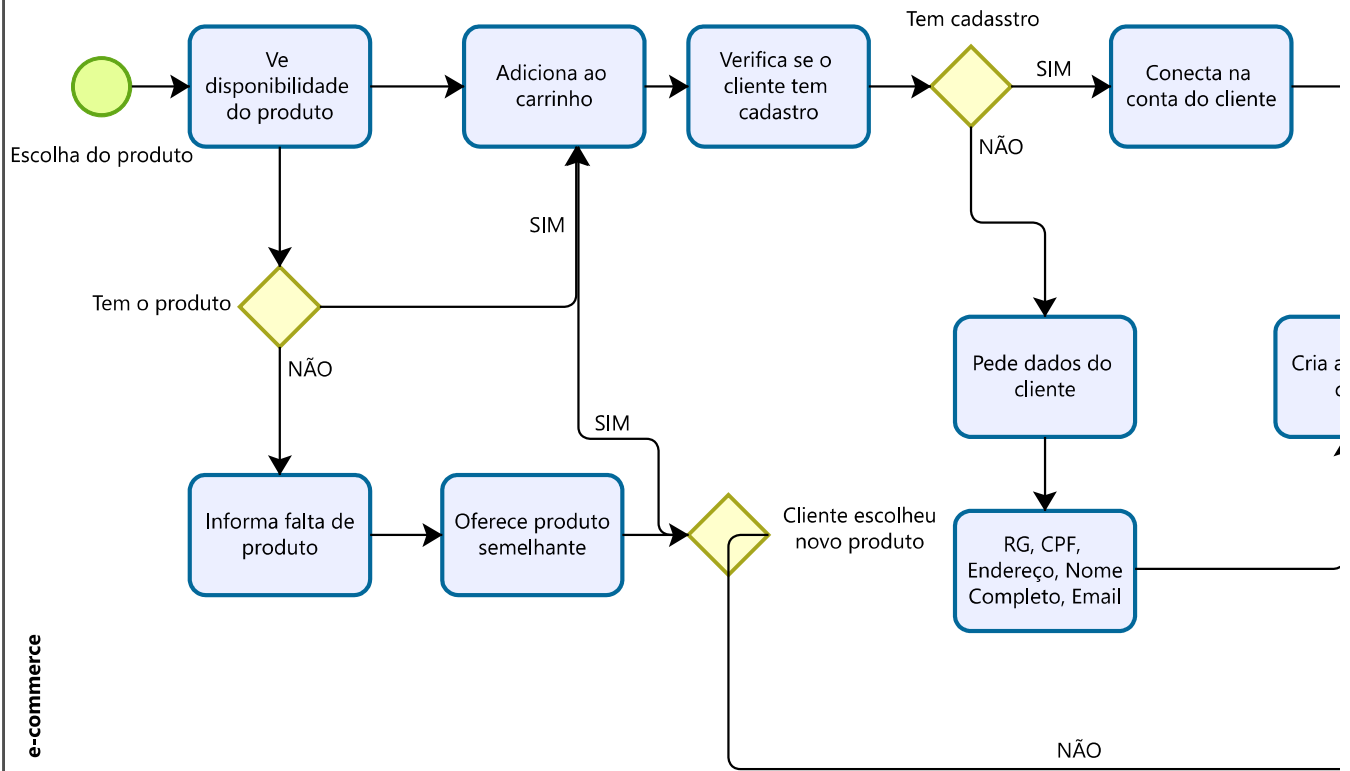 Tem cadasstro
Ve
disponibilidade
do produto
Adiciona ao
carrinho
Verifica se o
cliente tem
cadastro
SIM
Conecta na
conta do cliente
Escolha do produto
NÃO
SIM
Tem o produto
NÃO
Pede dados do
cliente
Cria a
SIM
Informa falta de
produto
Oferece produto
semelhante
Cliente escolheu
novo produto
RG, CPF,
Endereço, Nome
Completo, Email
e-commerce
NÃO